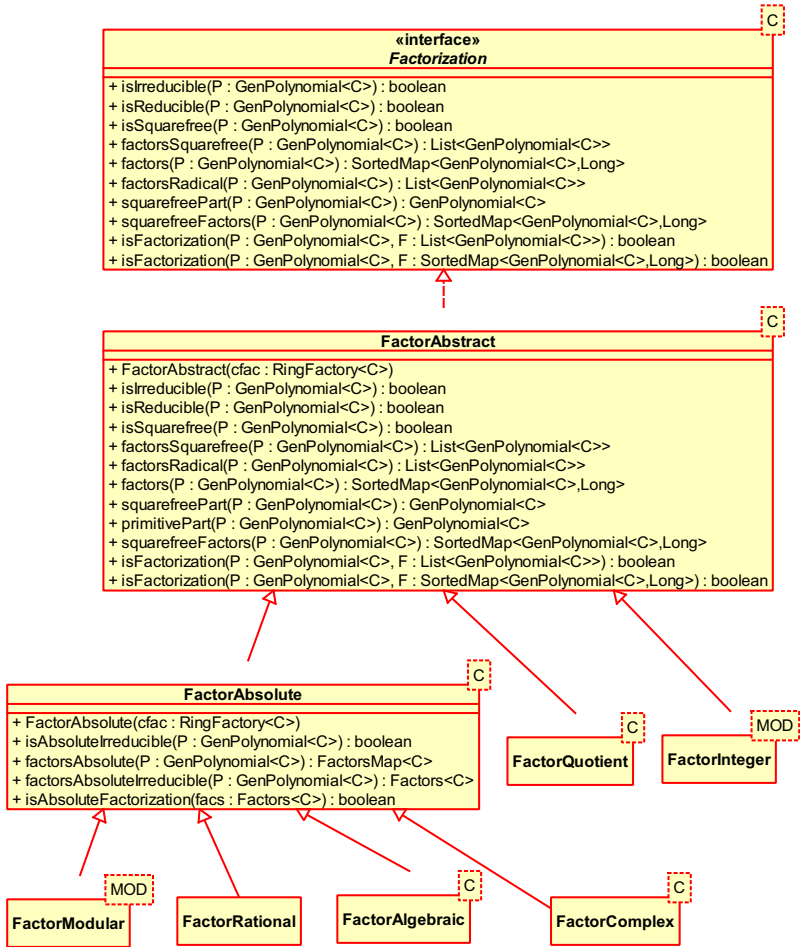 C
«interface»
Factorization
+ isIrreducible(P : GenPolynomial<C>) : boolean
+ isReducible(P : GenPolynomial<C>) : boolean
+ isSquarefree(P : GenPolynomial<C>) : boolean
+ factorsSquarefree(P : GenPolynomial<C>) : List<GenPolynomial<C>>
+ factors(P : GenPolynomial<C>) : SortedMap<GenPolynomial<C>,Long>
+ factorsRadical(P : GenPolynomial<C>) : List<GenPolynomial<C>>
+ squarefreePart(P : GenPolynomial<C>) : GenPolynomial<C>
+ squarefreeFactors(P : GenPolynomial<C>) : SortedMap<GenPolynomial<C>,Long>
+ isFactorization(P : GenPolynomial<C>, F : List<GenPolynomial<C>>) : boolean
+ isFactorization(P : GenPolynomial<C>, F : SortedMap<GenPolynomial<C>,Long>) : boolean
C
FactorAbstract
+ FactorAbstract(cfac : RingFactory<C>)
+ isIrreducible(P : GenPolynomial<C>) : boolean
+ isReducible(P : GenPolynomial<C>) : boolean
+ isSquarefree(P : GenPolynomial<C>) : boolean
+ factorsSquarefree(P : GenPolynomial<C>) : List<GenPolynomial<C>>
+ factorsRadical(P : GenPolynomial<C>) : List<GenPolynomial<C>>
+ factors(P : GenPolynomial<C>) : SortedMap<GenPolynomial<C>,Long>
+ squarefreePart(P : GenPolynomial<C>) : GenPolynomial<C>
+ primitivePart(P : GenPolynomial<C>) : GenPolynomial<C>
+ squarefreeFactors(P : GenPolynomial<C>) : SortedMap<GenPolynomial<C>,Long>
+ isFactorization(P : GenPolynomial<C>, F : List<GenPolynomial<C>>) : boolean
+ isFactorization(P : GenPolynomial<C>, F : SortedMap<GenPolynomial<C>,Long>) : boolean
C
FactorAbsolute
+ FactorAbsolute(cfac : RingFactory<C>)
+ isAbsoluteIrreducible(P : GenPolynomial<C>) : boolean
+ factorsAbsolute(P : GenPolynomial<C>) : FactorsMap<C>
+ factorsAbsoluteIrreducible(P : GenPolynomial<C>) : Factors<C>
+ isAbsoluteFactorization(facs : Factors<C>) : boolean
C
FactorQuotient
MOD
FactorInteger
MOD
FactorModular
FactorRational
C
FactorAlgebraic
C
FactorComplex